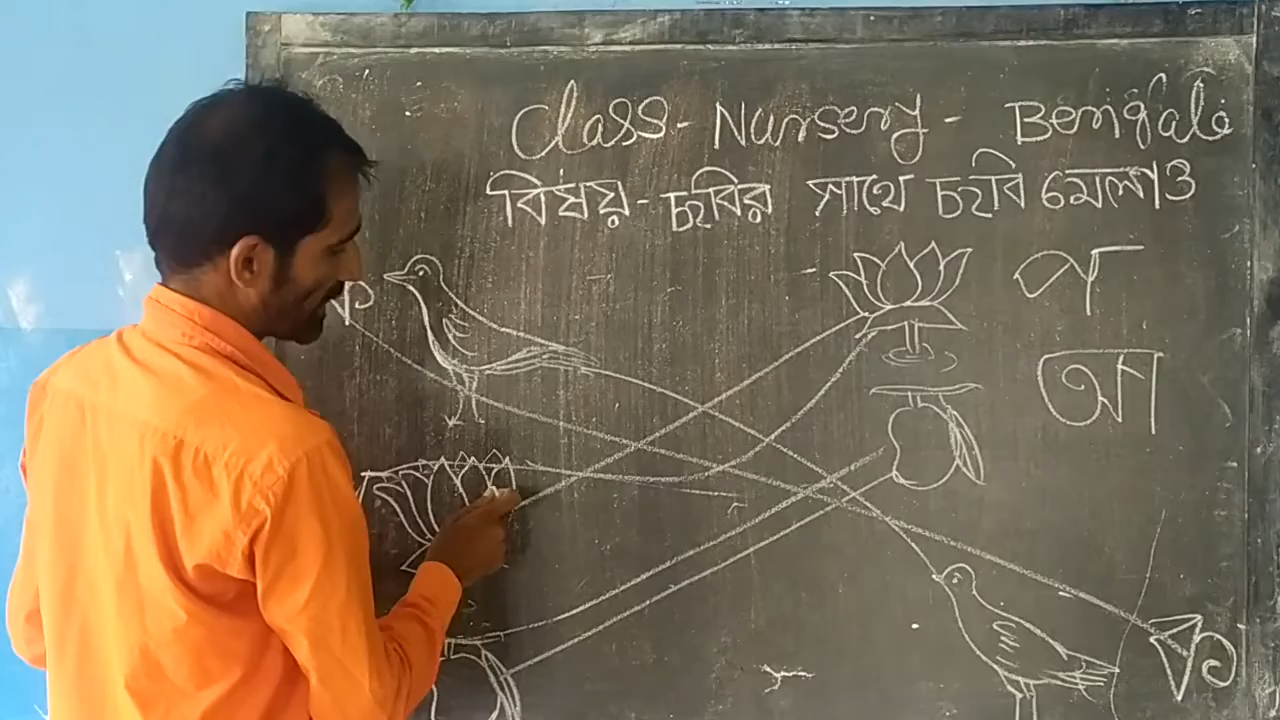 Class - Nursery - Bengali
বিষয় - ছবির সাথে ছবি মেলাও
প
আ
ক
ক